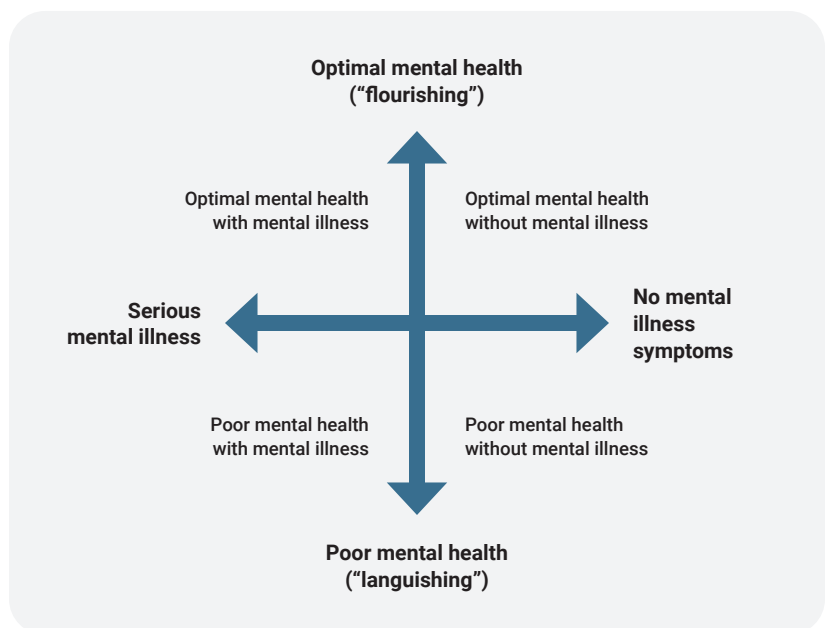 Optimal mental health
(“flourishing”)
Optimal mental health
with mental illness
Optimal mental health
without mental illness
Serious
mental illness
No mental
illness
symptoms
Poor mental health
with mental illness
Poor mental health
without mental illness
Poor mental health
(“languishing”)